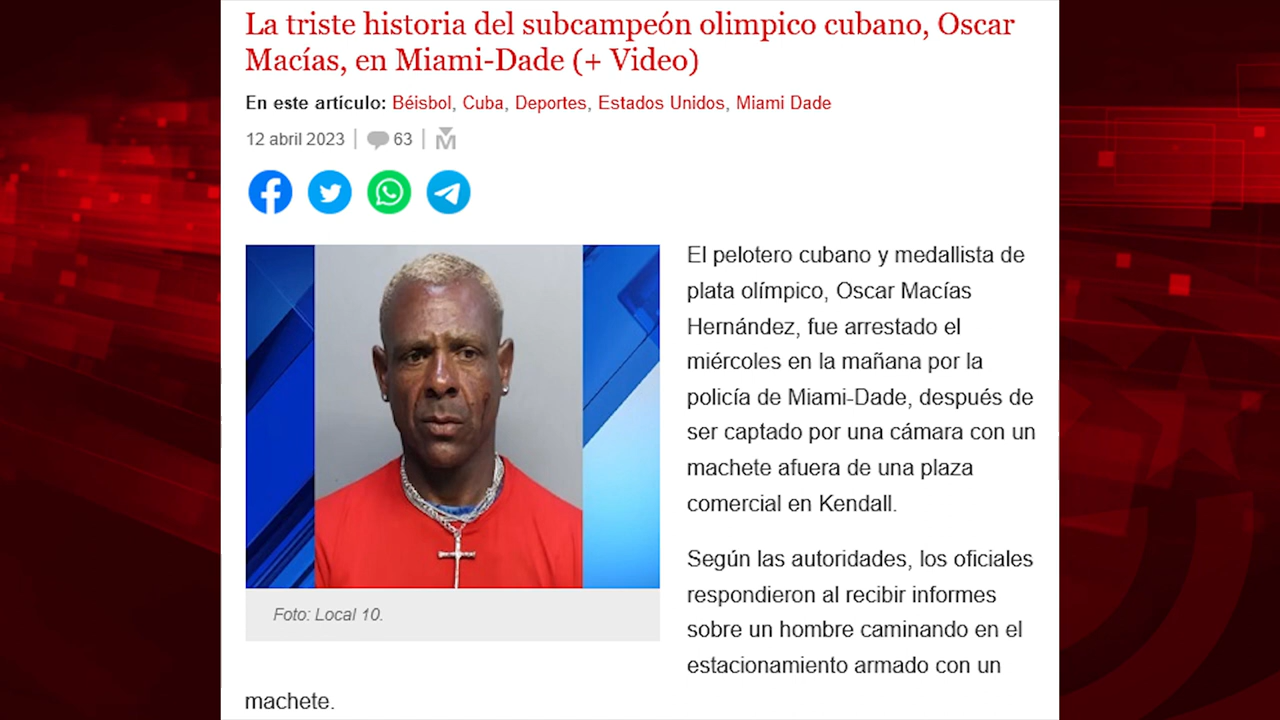 La triste historia del subcampeón olimpico cubano, Oscar
Macías, en Miami-Dade (+ Video)
En este artículo: Béisbol, Cuba, Deportes, Estados Unidos, Miami Dade
12 abril 2023 | 63 |
El pelotero cubano y medallista de
plata olímpico, Oscar Macías
Hernández, fue arrestado el
miércoles en la mañana por la
policía de Miami-Dade, después de
ser captado por una cámara con un
machete afuera de una plaza
comercial en Kendall.
Foto: Local 10.
Según las autoridades, los oficiales
respondieron al recibir informes
sobre un hombre caminando en el
estacionamiento armado con un
machete.